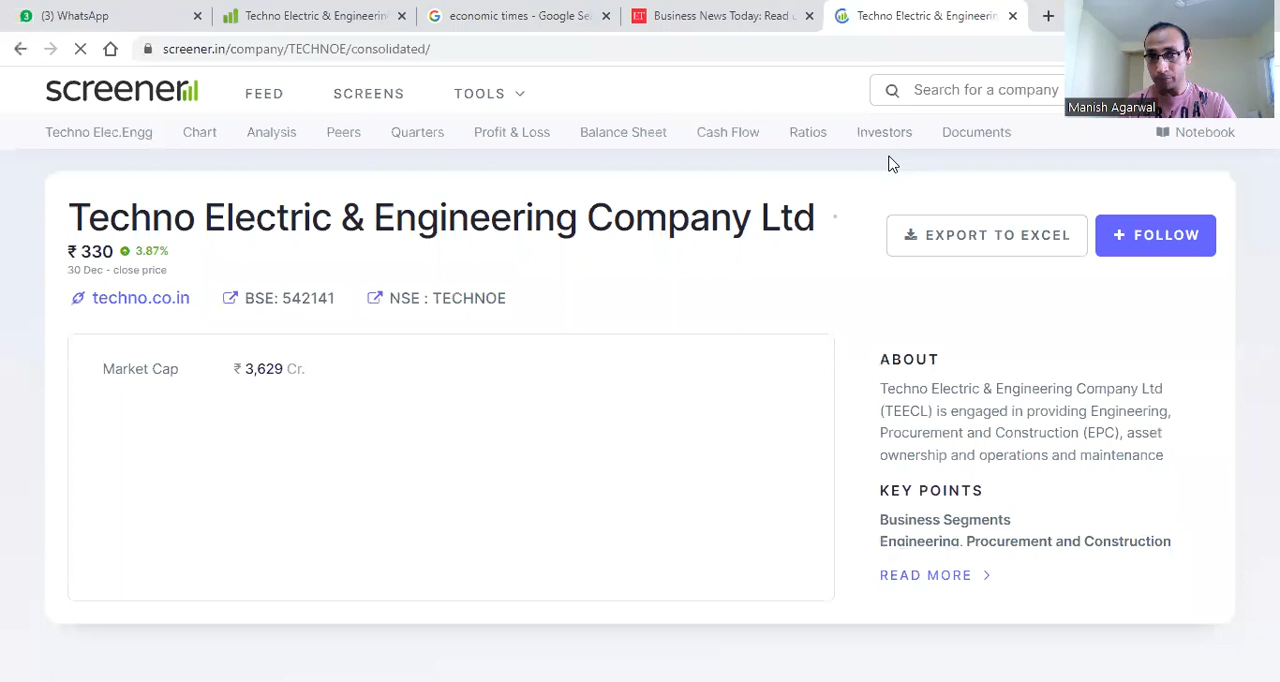 (3) WhatsApp
Techno Electric & Engineerin
economic times - Google Se
Business News Today: Read
Techno Electric & Engineerin
screener.in/company/TECHNOE/consolidated/
Manish Agarwal
screener
FEED
SCREENS
TOOLS
Search for a company
Techno Elec.Engg
Chart
Analysis
Peers
Quarters
Profit & Loss
Balance Sheet
Cash Flow
Ratios
Investors
Documents
Notebook
Techno Electric & Engineering Company Ltd
EXPORT TO EXCEL
+ FOLLOW
₹ 330 3.87%
30 Dec - close price
techno.co.in
BSE: 542141
NSE : TECHNOE
Market Cap ₹ 3,629 Cr.
ABOUT
Techno Electric & Engineering Company Ltd
(TEECL) is engaged in providing Engineering,
Procurement and Construction (EPC), asset
ownership and operations and maintenance
KEY POINTS
Business Segments
Engineering, Procurement and Construction
READ MORE